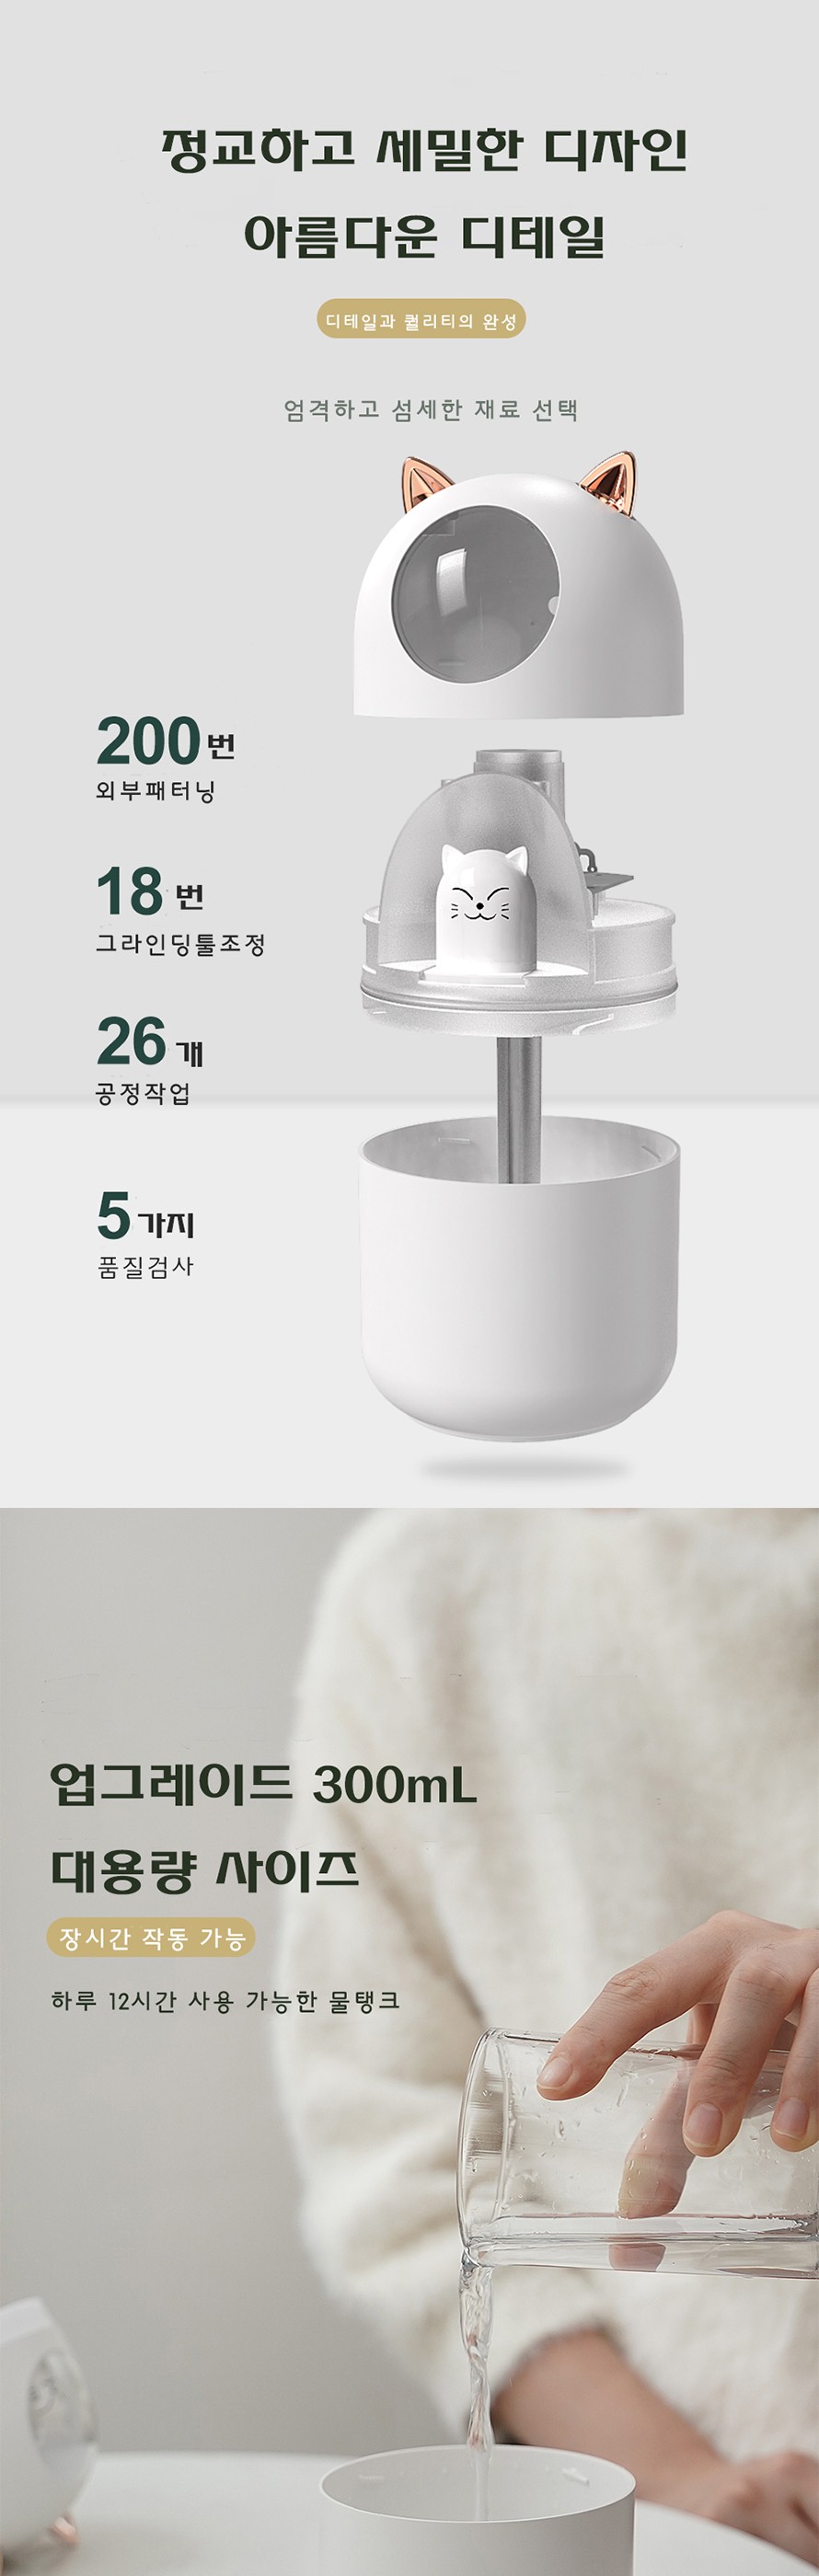 정교하고 세밀한 디자인
아름다운 디테일
디테일과 퀄리티의 완성
엄격하고 섬세한 재료 선택
200번
외부패터닝
18 번
그라인딩툴조정
26 개
공정작업
5가지
품질검사
업그레이드 300mL
대용량 사이즈
장시간 작동 가능
하루 12시간 사용 가능한 물탱크